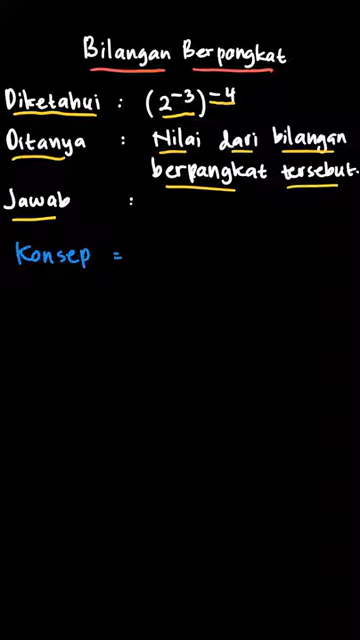 Bilangan Berpangkat
Diketahui : (2⁻³)⁻⁴
Ditanya : Nilai dari bilangan
berpangkat tersebut.
Jawab :
Konsep =